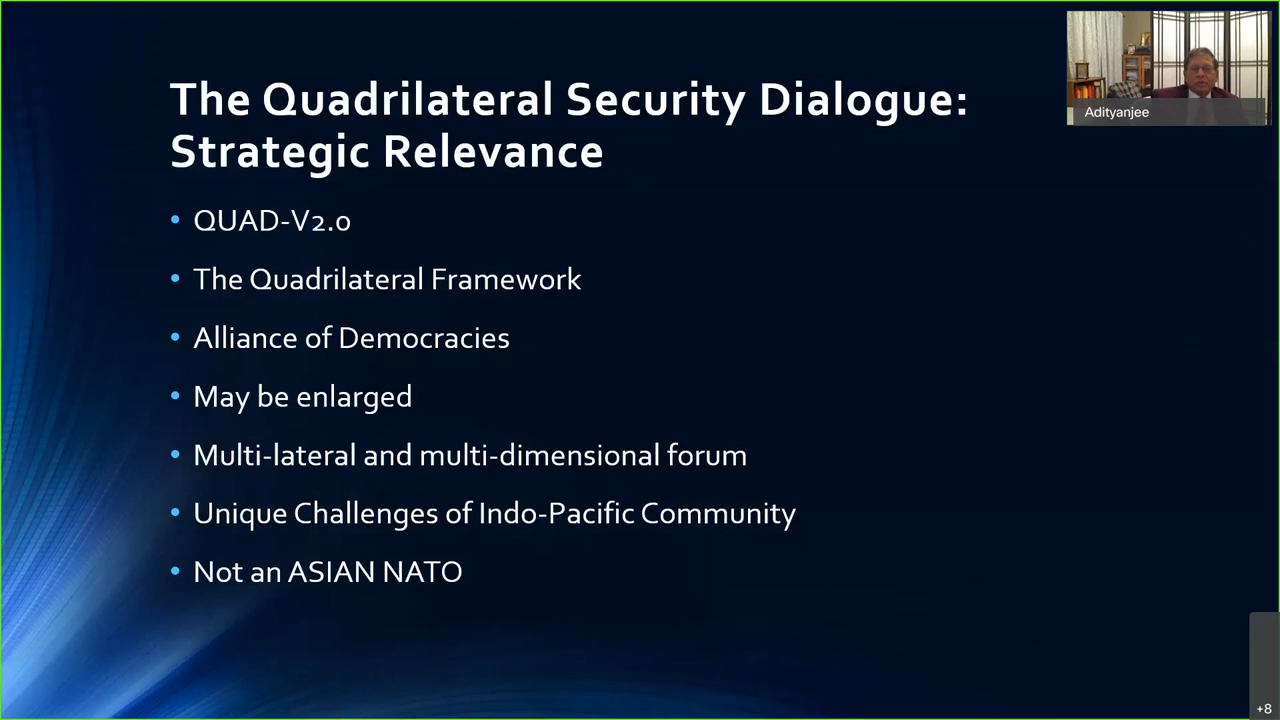 The Quadrilateral Security Dialogue:
Strategic Relevance
• QUAD-V2.0
• The Quadrilateral Framework
• Alliance of Democracies
• May be enlarged
• Multi-lateral and multi-dimensional forum
• Unique Challenges of Indo-Pacific Community
• Not an ASIAN NATO
Adityanjee
+8